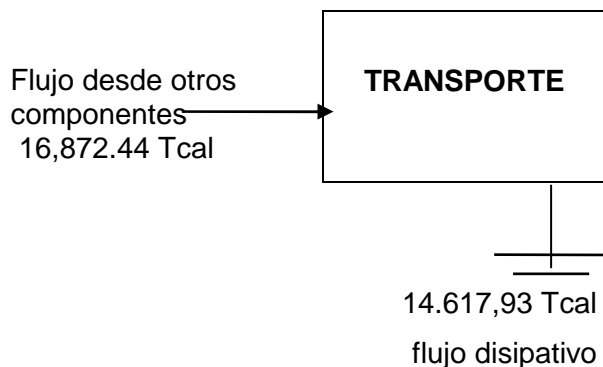 Flujo desde otros
componentes
16,872.44 Tcal
TRANSPORTE
14.617,93 Tcal
flujo disipativo